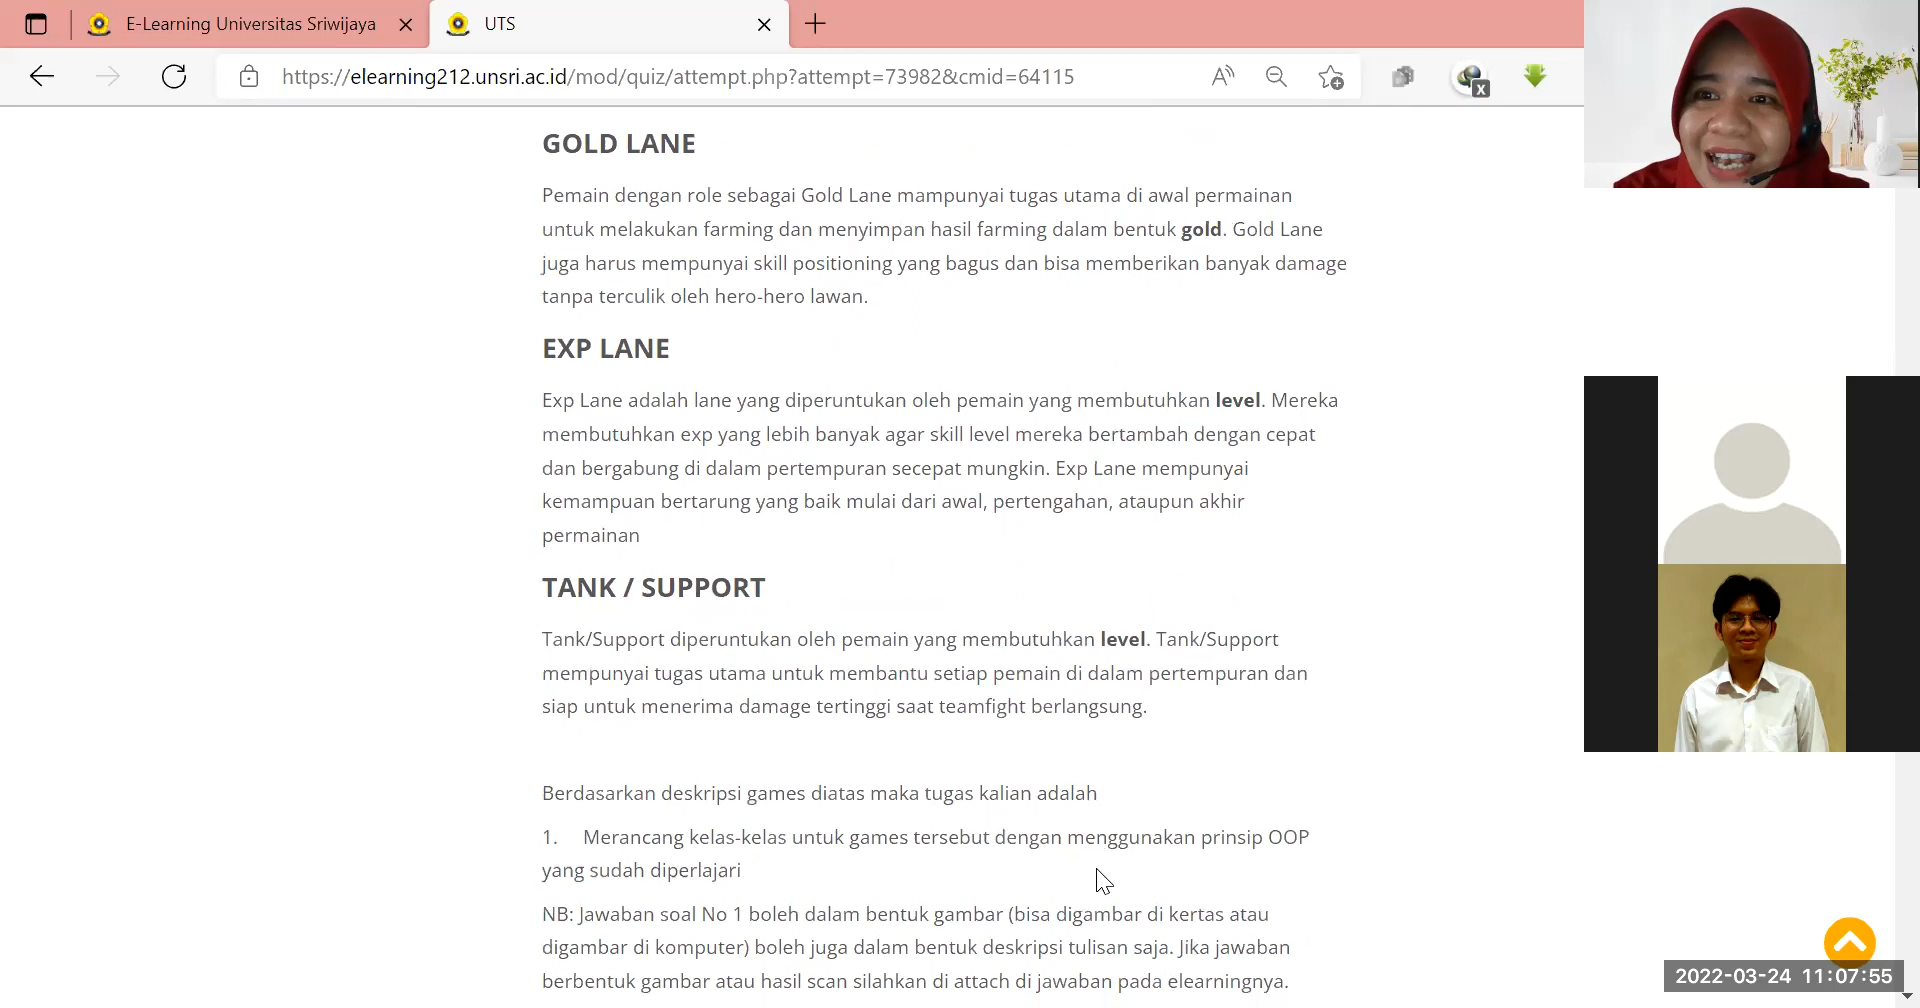 E-Learning Universitas Sriwijaya
UTS
https://elearning212.unsri.ac.id/mod/quiz/attempt.php?attempt=73982&cmid=64115
GOLD LANE
Pemain dengan role sebagai Gold Lane mampunyai tugas utama di awal permainan
untuk melakukan farming dan menyimpan hasil farming dalam bentuk gold. Gold Lane
juga harus mempunyai skill positioning yang bagus dan bisa memberikan banyak damage
tanpa terculik oleh hero-hero lawan.
EXP LANE
Exp Lane adalah lane yang diperuntukan oleh pemain yang membutuhkan level. Mereka
membutuhkan exp yang lebih banyak agar skill level mereka bertambah dengan cepat
dan bergabung di dalam pertempuran secepat mungkin. Exp Lane mempunyai
kemampuan bertarung yang baik mulai dari awal, pertengahan, ataupun akhir
permainan
TANK / SUPPORT
Tank/Support diperuntukan oleh pemain yang membutuhkan level. Tank/Support
mempunyai tugas utama untuk membantu setiap pemain di dalam pertempuran dan
siap untuk menerima damage tertinggi saat teamfight berlangsung.
Berdasarkan deskripsi games diatas maka tugas kalian adalah
1. Merancang kelas-kelas untuk games tersebut dengan menggunakan prinsip OOP
yang sudah diperlajari
NB: Jawaban soal No 1 boleh dalam bentuk gambar (bisa digambar di kertas atau
digambar di komputer) boleh juga dalam bentuk deskripsi tulisan saja. Jika jawaban
berbentuk gambar atau hasil scan silahkan di attach di jawaban pada elearningnya.
2022-03-24 11:07:55